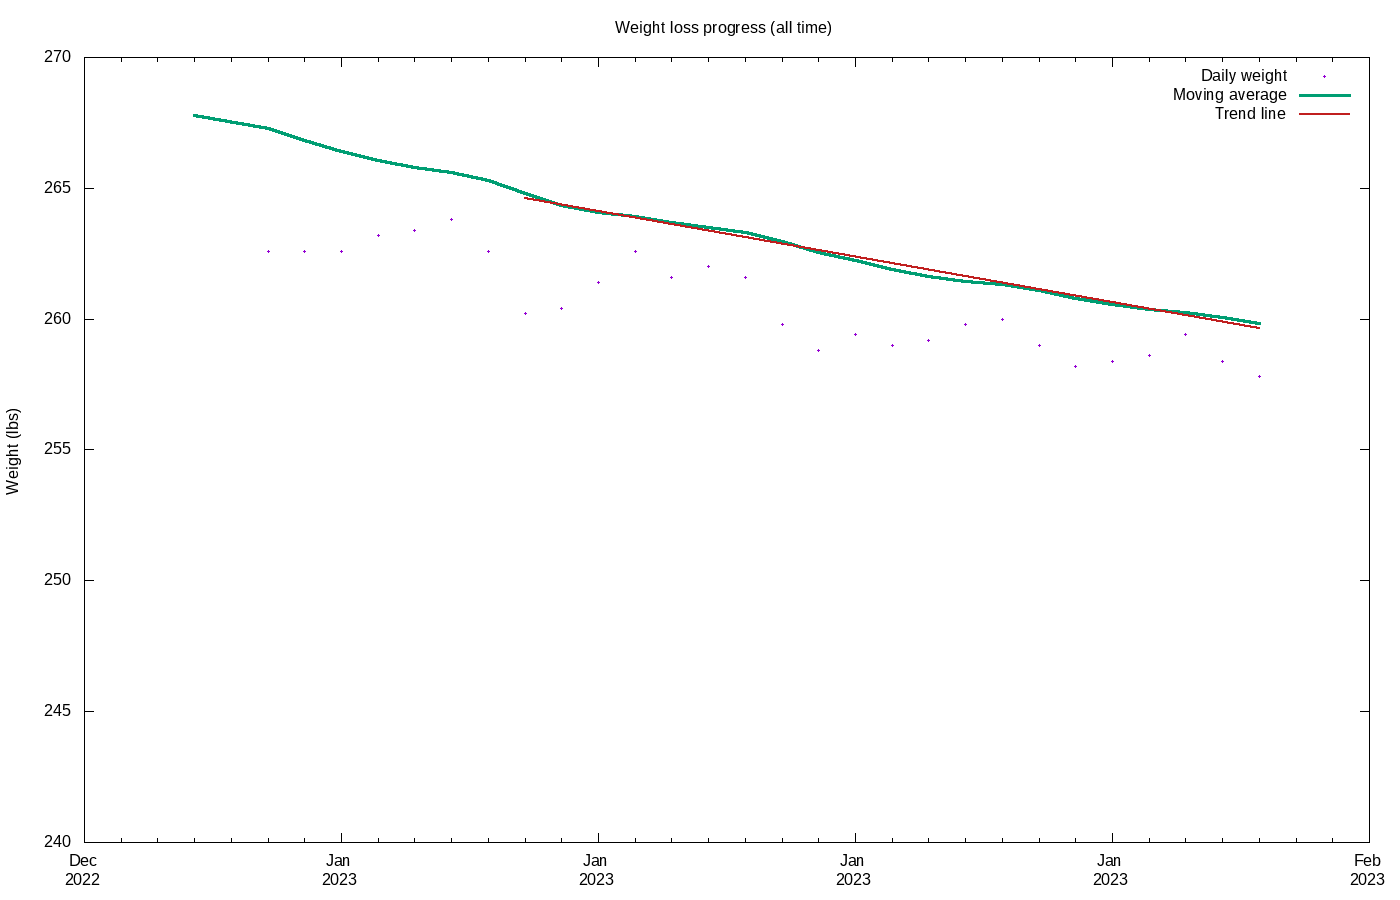 Weight loss progress (all time)
270
265
260
255
250
245
240
Weight (lbs)
Daily weight
Moving average
Trend line
Dec Jan Jan Jan Jan Feb
2022 2023 2023 2023 2023 2023